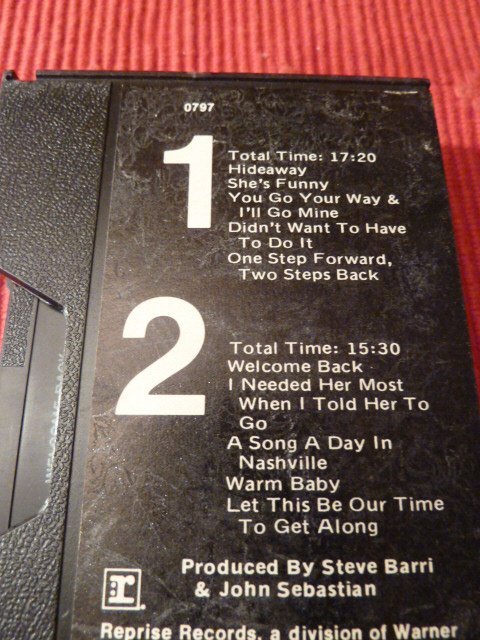 0797
1
Total Time: 17:20
Hideaway
She's Funny
You Go Your Way &
I'll Go Mine
Didn't Want To Have
To Do It
One Step Forward,
Two Steps Back
2
Total Time: 15:30
Welcome Back
I Needed Her Most
When I Told Her To
Go
A Song A Day In
Nashville
Warm Baby
Let This Be Our Time
To Get Along
Produced By Steve Barri
& John Sebastian
r:
Reprise Records, a division of Warner